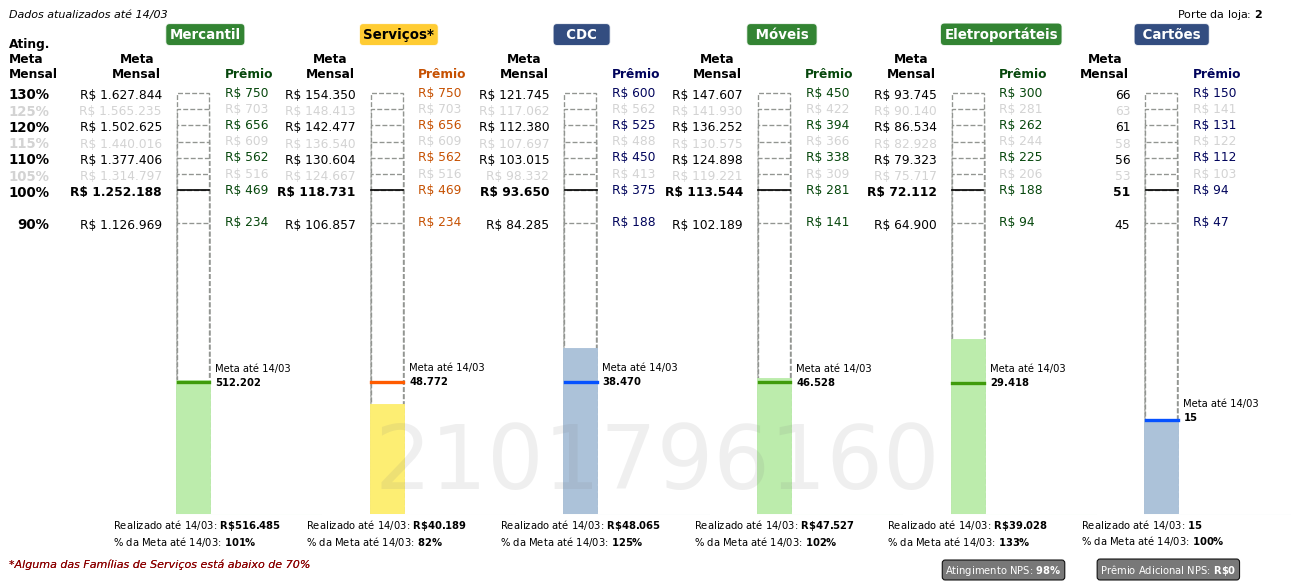 Dados atualizados até 14/03 Porte da loja: 2
Mercantil Serviços* CDC Móveis Eletroportáteis Cartões
Ating.
Meta Meta Meta Meta Meta Meta Meta
Mensal Mensal Prêmio Mensal Prêmio Mensal Prêmio Mensal Prêmio Mensal Prêmio Mensal Prêmio
130% R$ 1.627.844 R$ 750 R$ 154.350 R$ 750 R$ 121.745 R$ 600 R$ 147.607 R$ 450 R$ 93.745 R$ 300 66 R$ 150
125% R$ 1.565.235 R$ 703 R$ 148.413 R$ 703 R$ 117.062 R$ 562 R$ 141.930 R$ 422 R$ 90.140 R$ 281 63 R$ 141
120% R$ 1.502.625 R$ 656 R$ 142.477 R$ 656 R$ 112.380 R$ 525 R$ 136.252 R$ 394 R$ 86.534 R$ 262 61 R$ 131
115% R$ 1.440.016 R$ 609 R$ 136.540 R$ 609 R$ 107.697 R$ 488 R$ 130.575 R$ 366 R$ 82.928 R$ 244 58 R$ 122
110% R$ 1.377.406 R$ 562 R$ 130.604 R$ 562 R$ 103.015 R$ 450 R$ 124.898 R$ 338 R$ 79.323 R$ 225 56 R$ 112
105% R$ 1.314.797 R$ 516 R$ 124.667 R$ 516 R$ 98.332 R$ 413 R$ 119.221 R$ 309 R$ 75.717 R$ 206 53 R$ 103
100% R$ 1.252.188 R$ 469 R$ 118.731 R$ 469 R$ 93.650 R$ 375 R$ 113.544 R$ 281 R$ 72.112 R$ 188 51 R$ 94
90% R$ 1.126.969 R$ 234 R$ 106.857 R$ 234 R$ 84.285 R$ 188 R$ 102.189 R$ 141 R$ 64.900 R$ 94 45 R$ 47
Meta até 14/03 Meta até 14/03 Meta até 14/03 Meta até 14/03 Meta até 14/03
512.202 48.772 38.470 46.528 29.418
Meta até 14/03
15
2101796160
Realizado até 14/03: R$516.485 Realizado até 14/03: R$40.189 Realizado até 14/03: R$48.065 Realizado até 14/03: R$47.527 Realizado até 14/03: R$39.028 Realizado até 14/03: 15
% da Meta até 14/03: 101% % da Meta até 14/03: 82% % da Meta até 14/03: 125% % da Meta até 14/03: 102% % da Meta até 14/03: 133% % da Meta até 14/03: 100%
*Alguma das Famílias de Serviços está abaixo de 70% Atingimento NPS: 98% Prêmio Adicional NPS: R$0